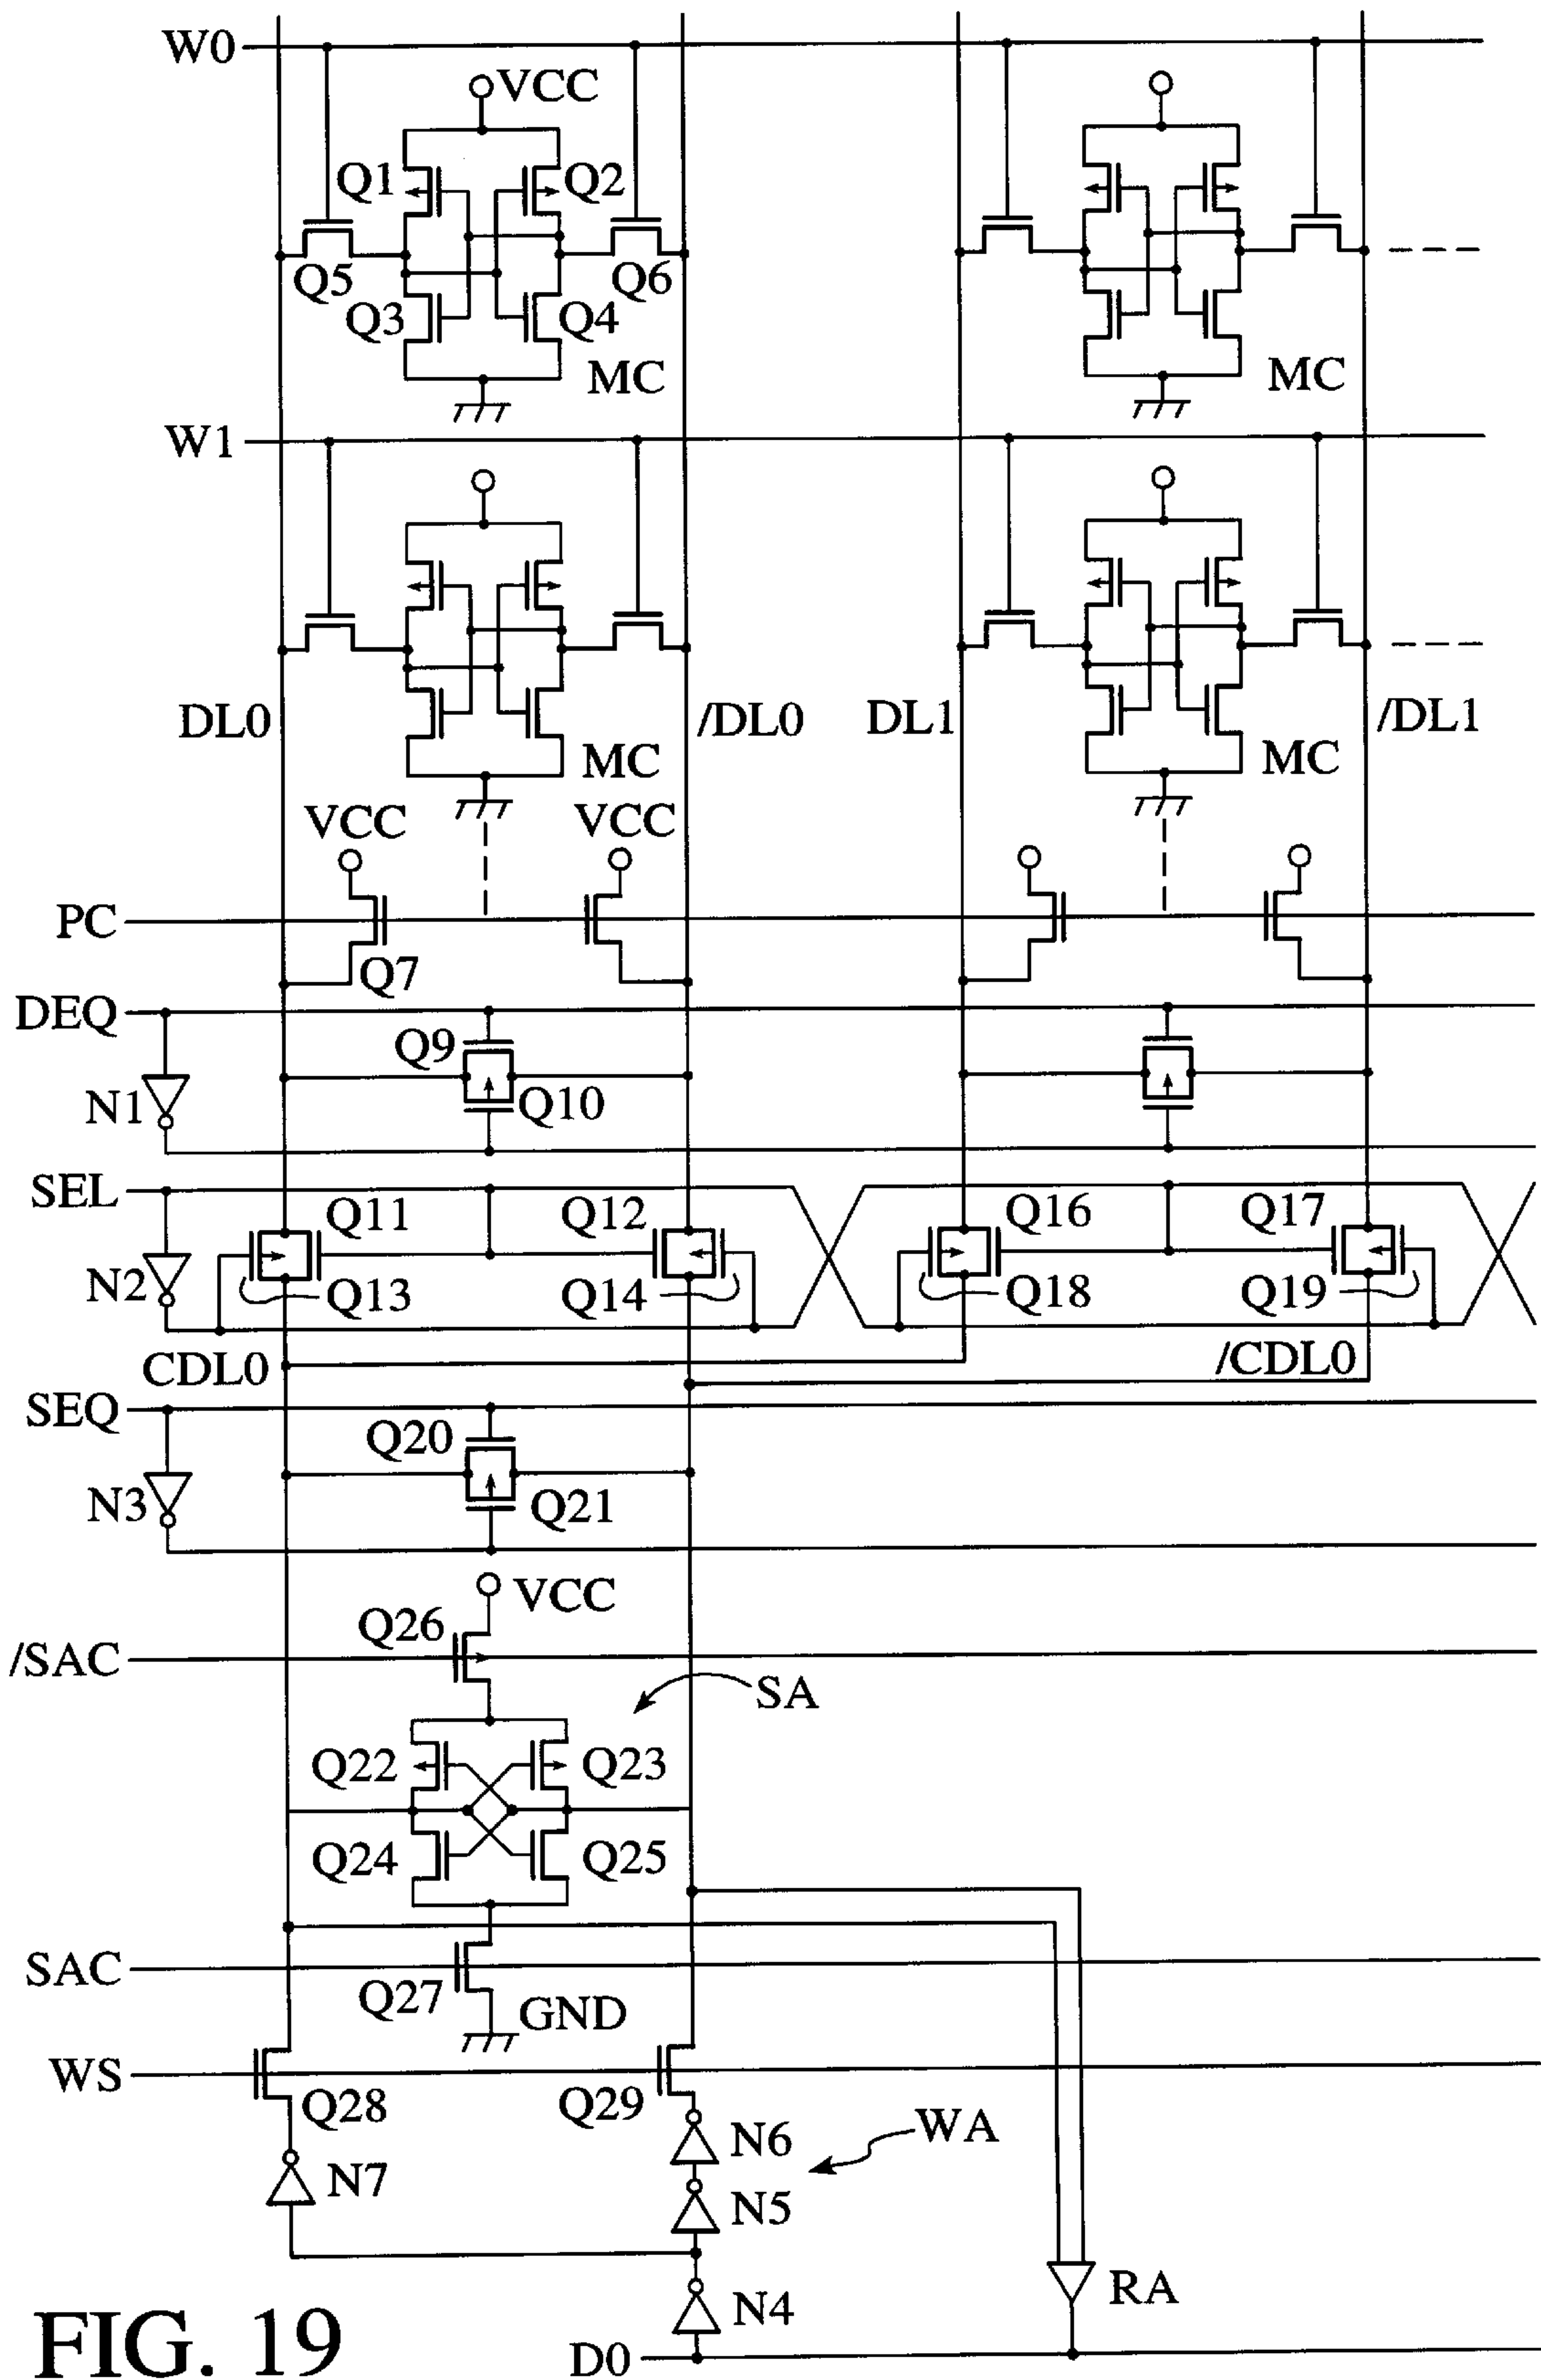 W0
VCC
Q1 Q2
Q5 Q6
Q3 Q4
MC MC
W1
DL0 /DL0 DL1 /DL1
MC MC
VCC VCC
PC
Q7
DEQ
Q9
N1 Q10
SEL
Q11 Q12 Q16 Q17
N2 Q13 Q14 Q18 Q19
CDL0 /CDL0
SEQ
Q20
N3 Q21
VCC
Q26
/SAC
SA
Q22 Q23
Q24 Q25
SAC
Q27 GND
WS
Q28 Q29
N6 WA
N7 N5
RA
N4
FIG. 19 D0